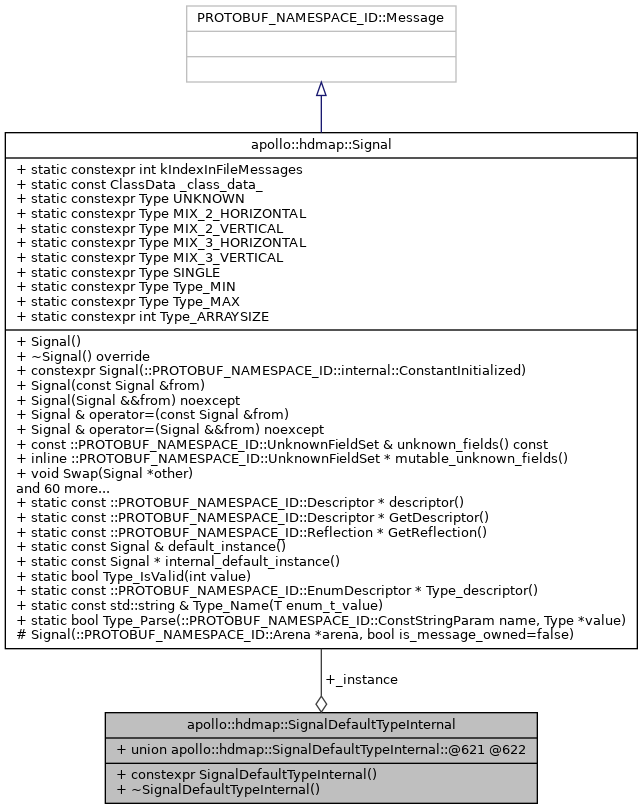 PROTOBUF_NAMESPACE_ID::Message
apollo::hdmap::Signal
+ static constexpr int kIndexInFileMessages
+ static const ClassData _class_data_
+ static constexpr Type UNKNOWN
+ static constexpr Type MIX_2_HORIZONTAL
+ static constexpr Type MIX_2_VERTICAL
+ static constexpr Type MIX_3_HORIZONTAL
+ static constexpr Type MIX_3_VERTICAL
+ static constexpr Type SINGLE
+ static constexpr Type Type_MIN
+ static constexpr Type Type_MAX
+ static constexpr int Type_ARRAYSIZE
+ Signal()
+ ~Signal() override
+ constexpr Signal(::PROTOBUF_NAMESPACE_ID::internal::ConstantInitialized)
+ Signal(const Signal &from)
+ Signal(Signal &&from) noexcept
+ Signal & operator=(const Signal &from)
+ Signal & operator=(Signal &&from) noexcept
+ const ::PROTOBUF_NAMESPACE_ID::UnknownFieldSet & unknown_fields() const
+ inline ::PROTOBUF_NAMESPACE_ID::UnknownFieldSet * mutable_unknown_fields()
+ void Swap(Signal *other)
and 60 more...
+ static const ::PROTOBUF_NAMESPACE_ID::Descriptor * descriptor()
+ static const ::PROTOBUF_NAMESPACE_ID::Descriptor * GetDescriptor()
+ static const ::PROTOBUF_NAMESPACE_ID::Reflection * GetReflection()
+ static const Signal & default_instance()
+ static const Signal * internal_default_instance()
+ static bool Type_IsValid(int value)
+ static const ::PROTOBUF_NAMESPACE_ID::EnumDescriptor * Type_descriptor()
+ static const std::string & Type_Name(T enum_t_value)
+ static bool Type_Parse(::PROTOBUF_NAMESPACE_ID::ConstStringParam name, Type *value)
# Signal(::PROTOBUF_NAMESPACE_ID::Arena *arena, bool is_message_owned=false)
+_instance
apollo::hdmap::SignalDefaultTypeInternal
+ union apollo::hdmap::SignalDefaultTypeInternal::@621 @622
+ constexpr SignalDefaultTypeInternal()
+ ~SignalDefaultTypeInternal()